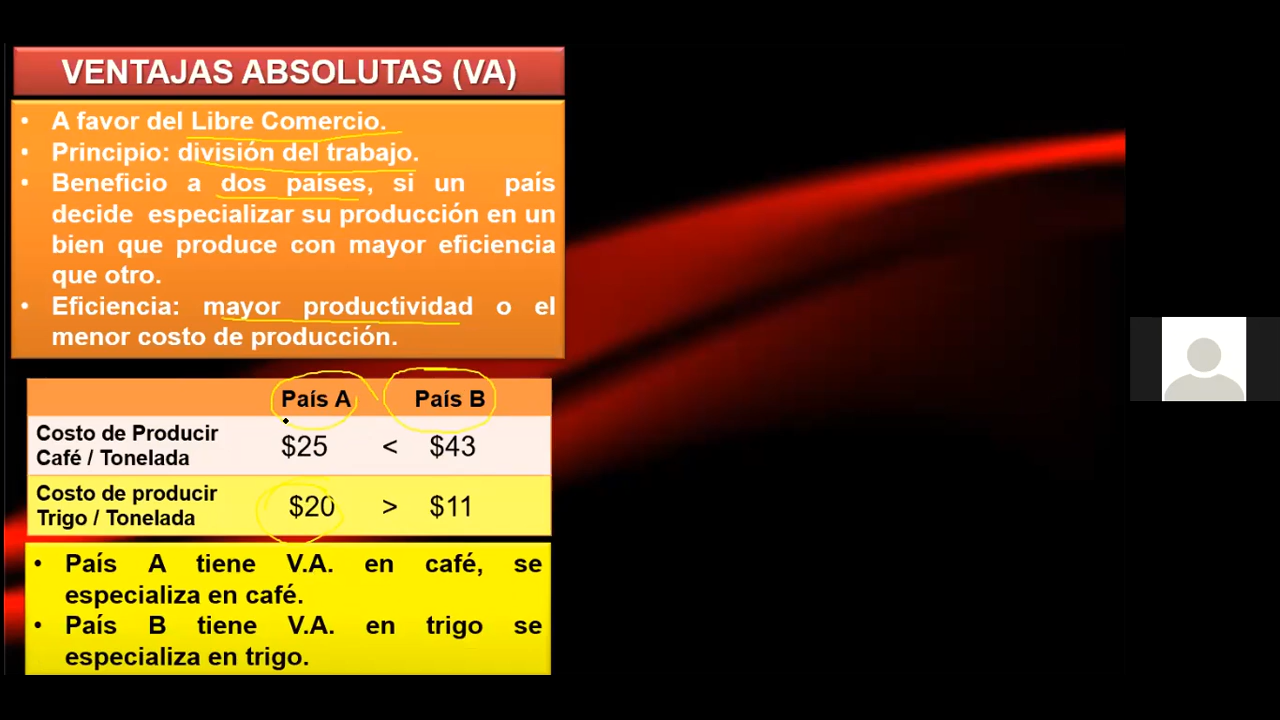 VENTAJAS ABSOLUTAS (VA)
• A favor del Libre Comercio.
• Principio: división del trabajo.
• Beneficio a dos países, si un país
decide especializar su producción en un
bien que produce con mayor eficiencia
que otro.
• Eficiencia: mayor productividad o el
menor costo de producción.
País A País B
Costo de Producir
Café / Tonelada
$25 < $43
Costo de producir
Trigo / Tonelada
$20 > $11
• País A tiene V.A. en café, se
especializa en café.
• País B tiene V.A. en trigo se
especializa en trigo.